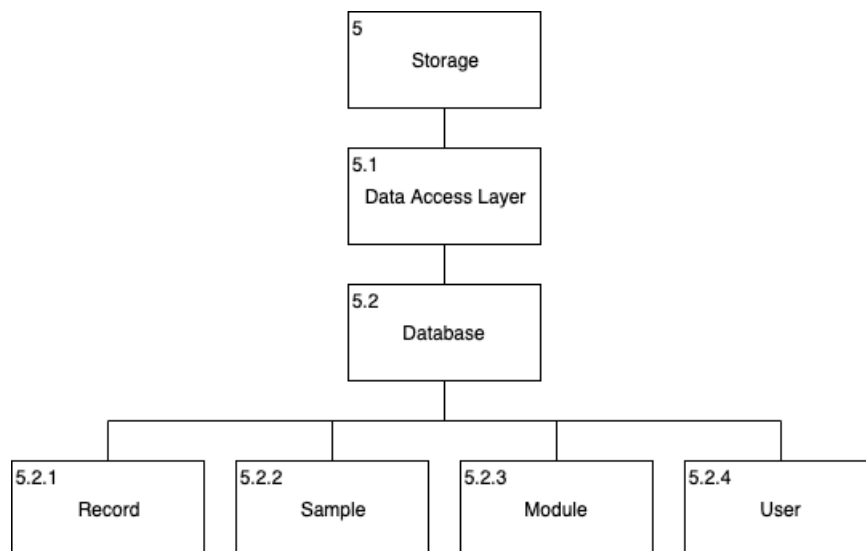 5
Storage
5.1
Data Access Layer
5.2
Database
5.2.1
Record
5.2.2
Sample
5.2.3
Module
5.2.4
User